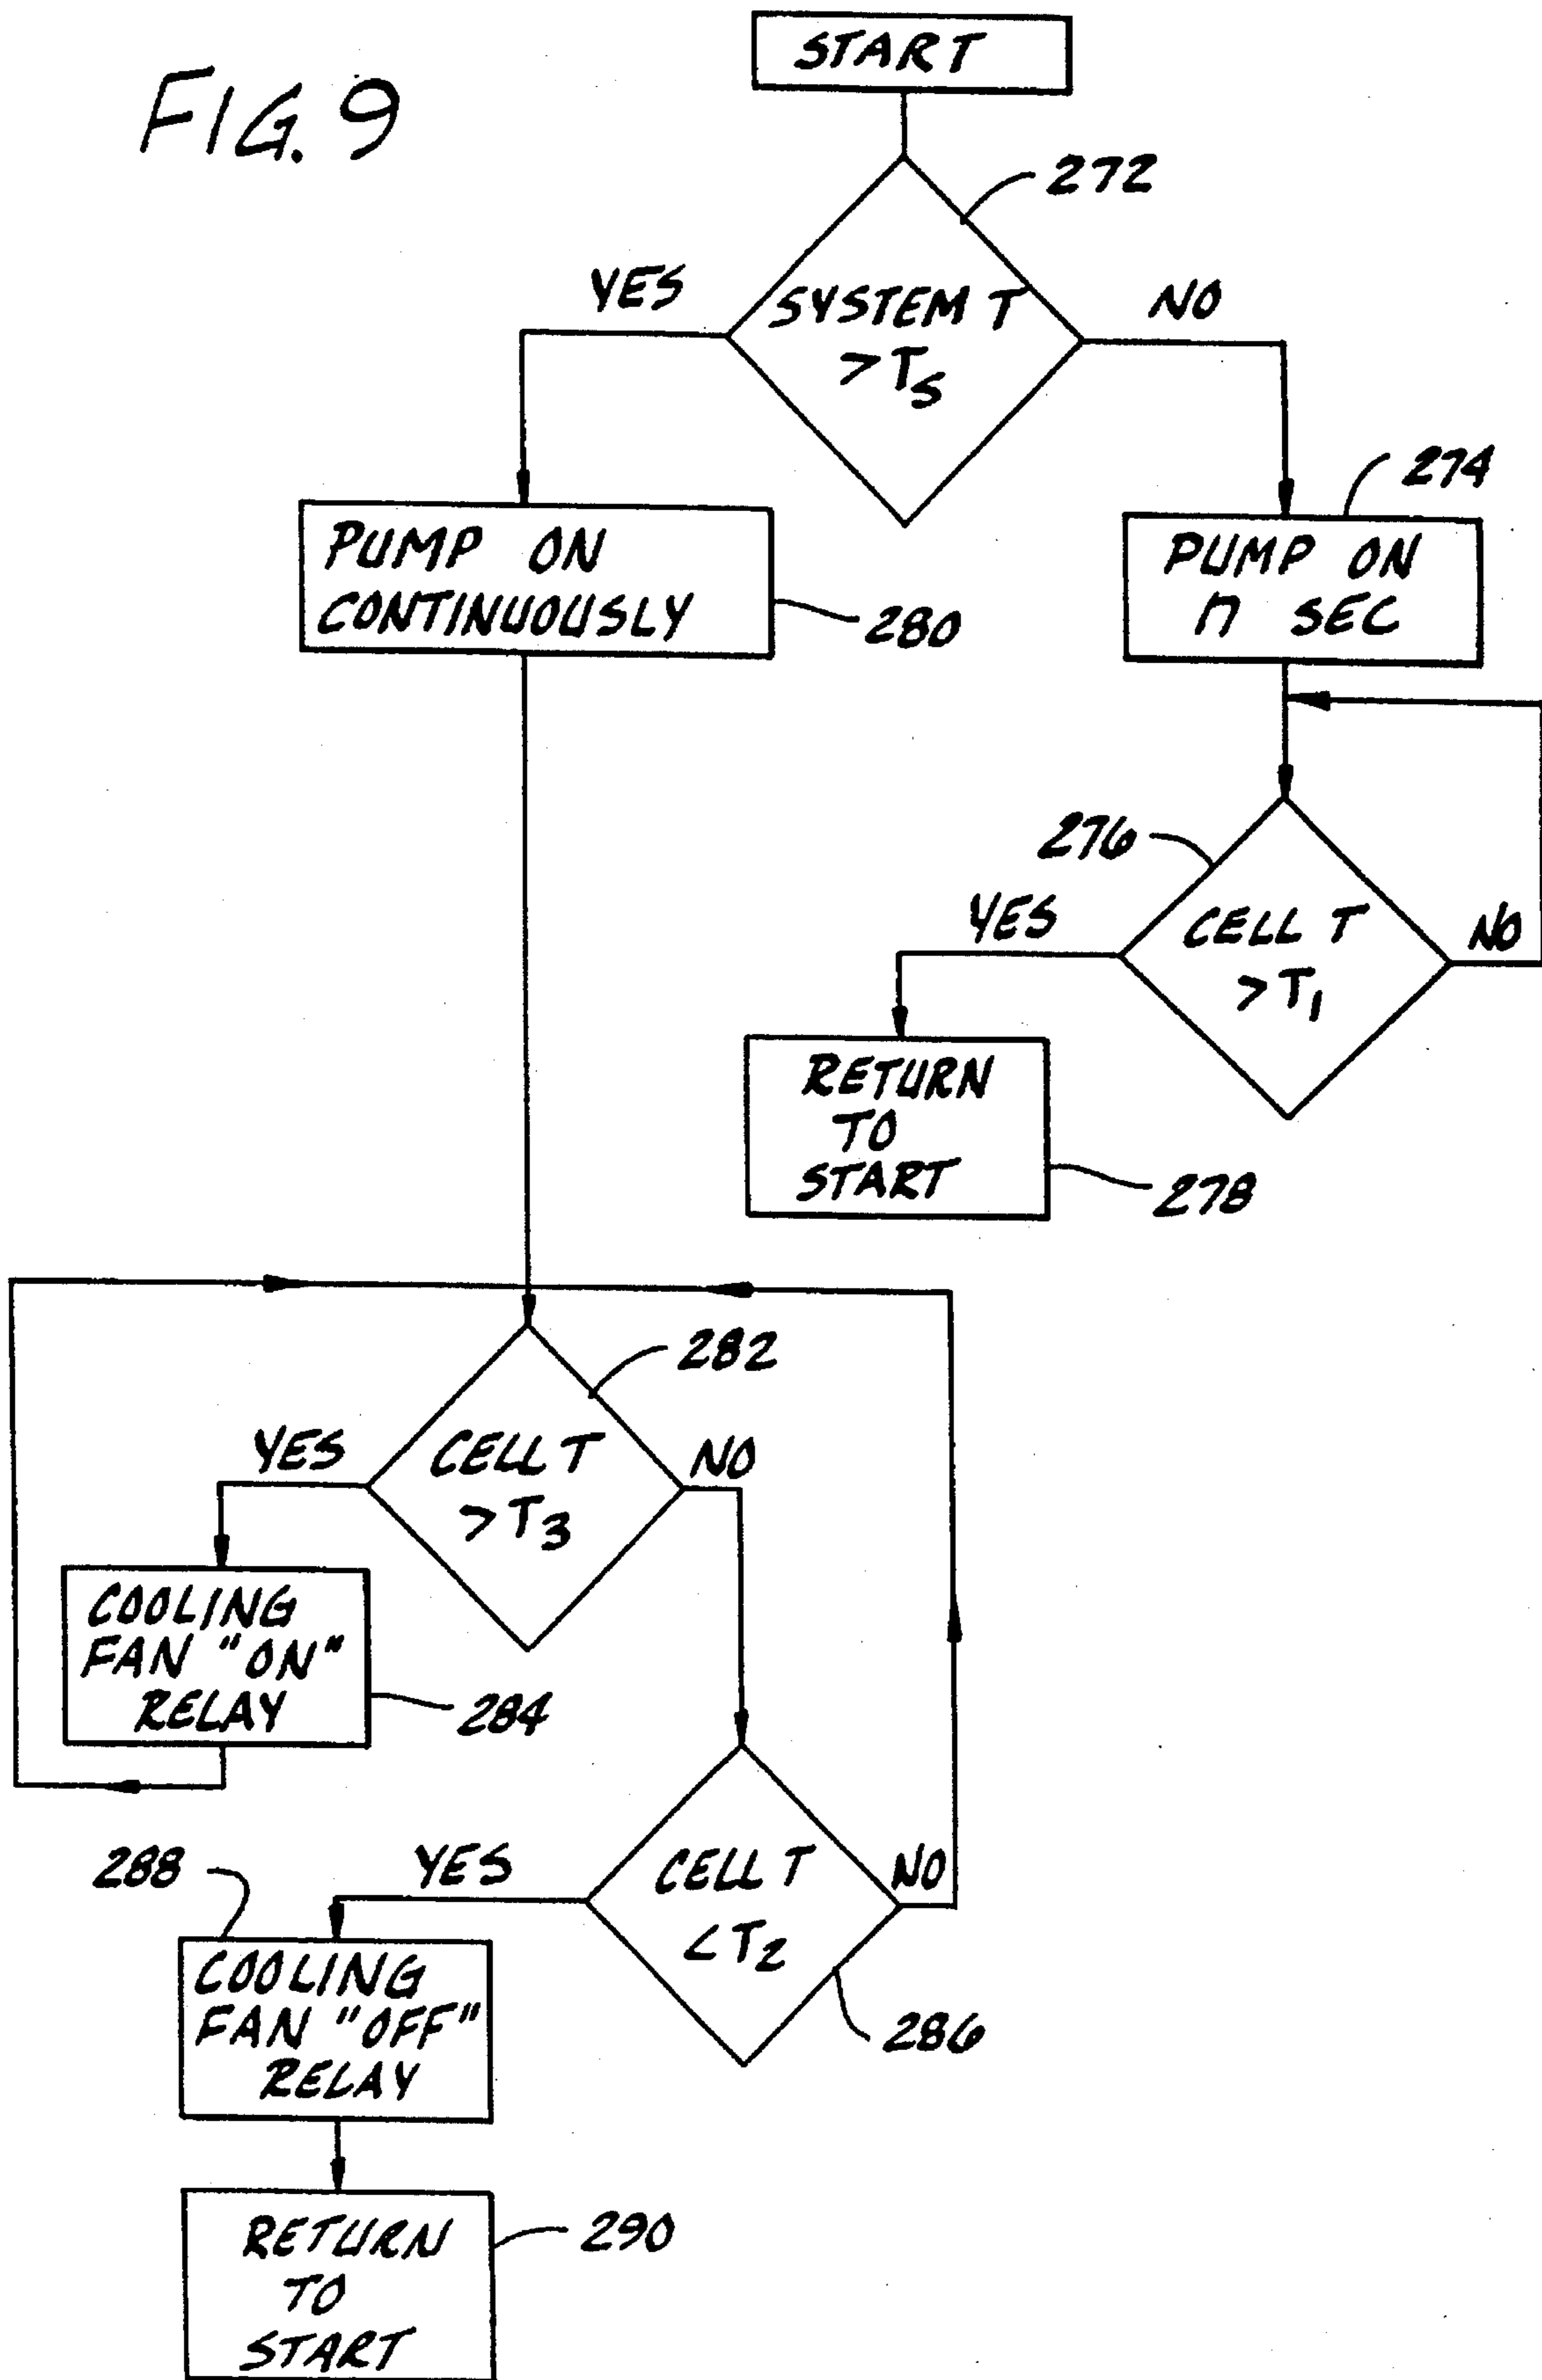 FIG. 9
START
272
YES
SYSTEM T
> Ts
NO
274
PUMP ON
CONTINUOUSLY
280
PUMP ON
n SEC
276
YES
CELL T
> T1
NO
RETURN
TO
START
278
282
YES
CELL T
> T3
NO
COOLING
FAN "ON"
RELAY
284
288
YES
CELL T
< T2
NO
286
COOLING
FAN "OFF"
RELAY
290
RETURN
TO
START